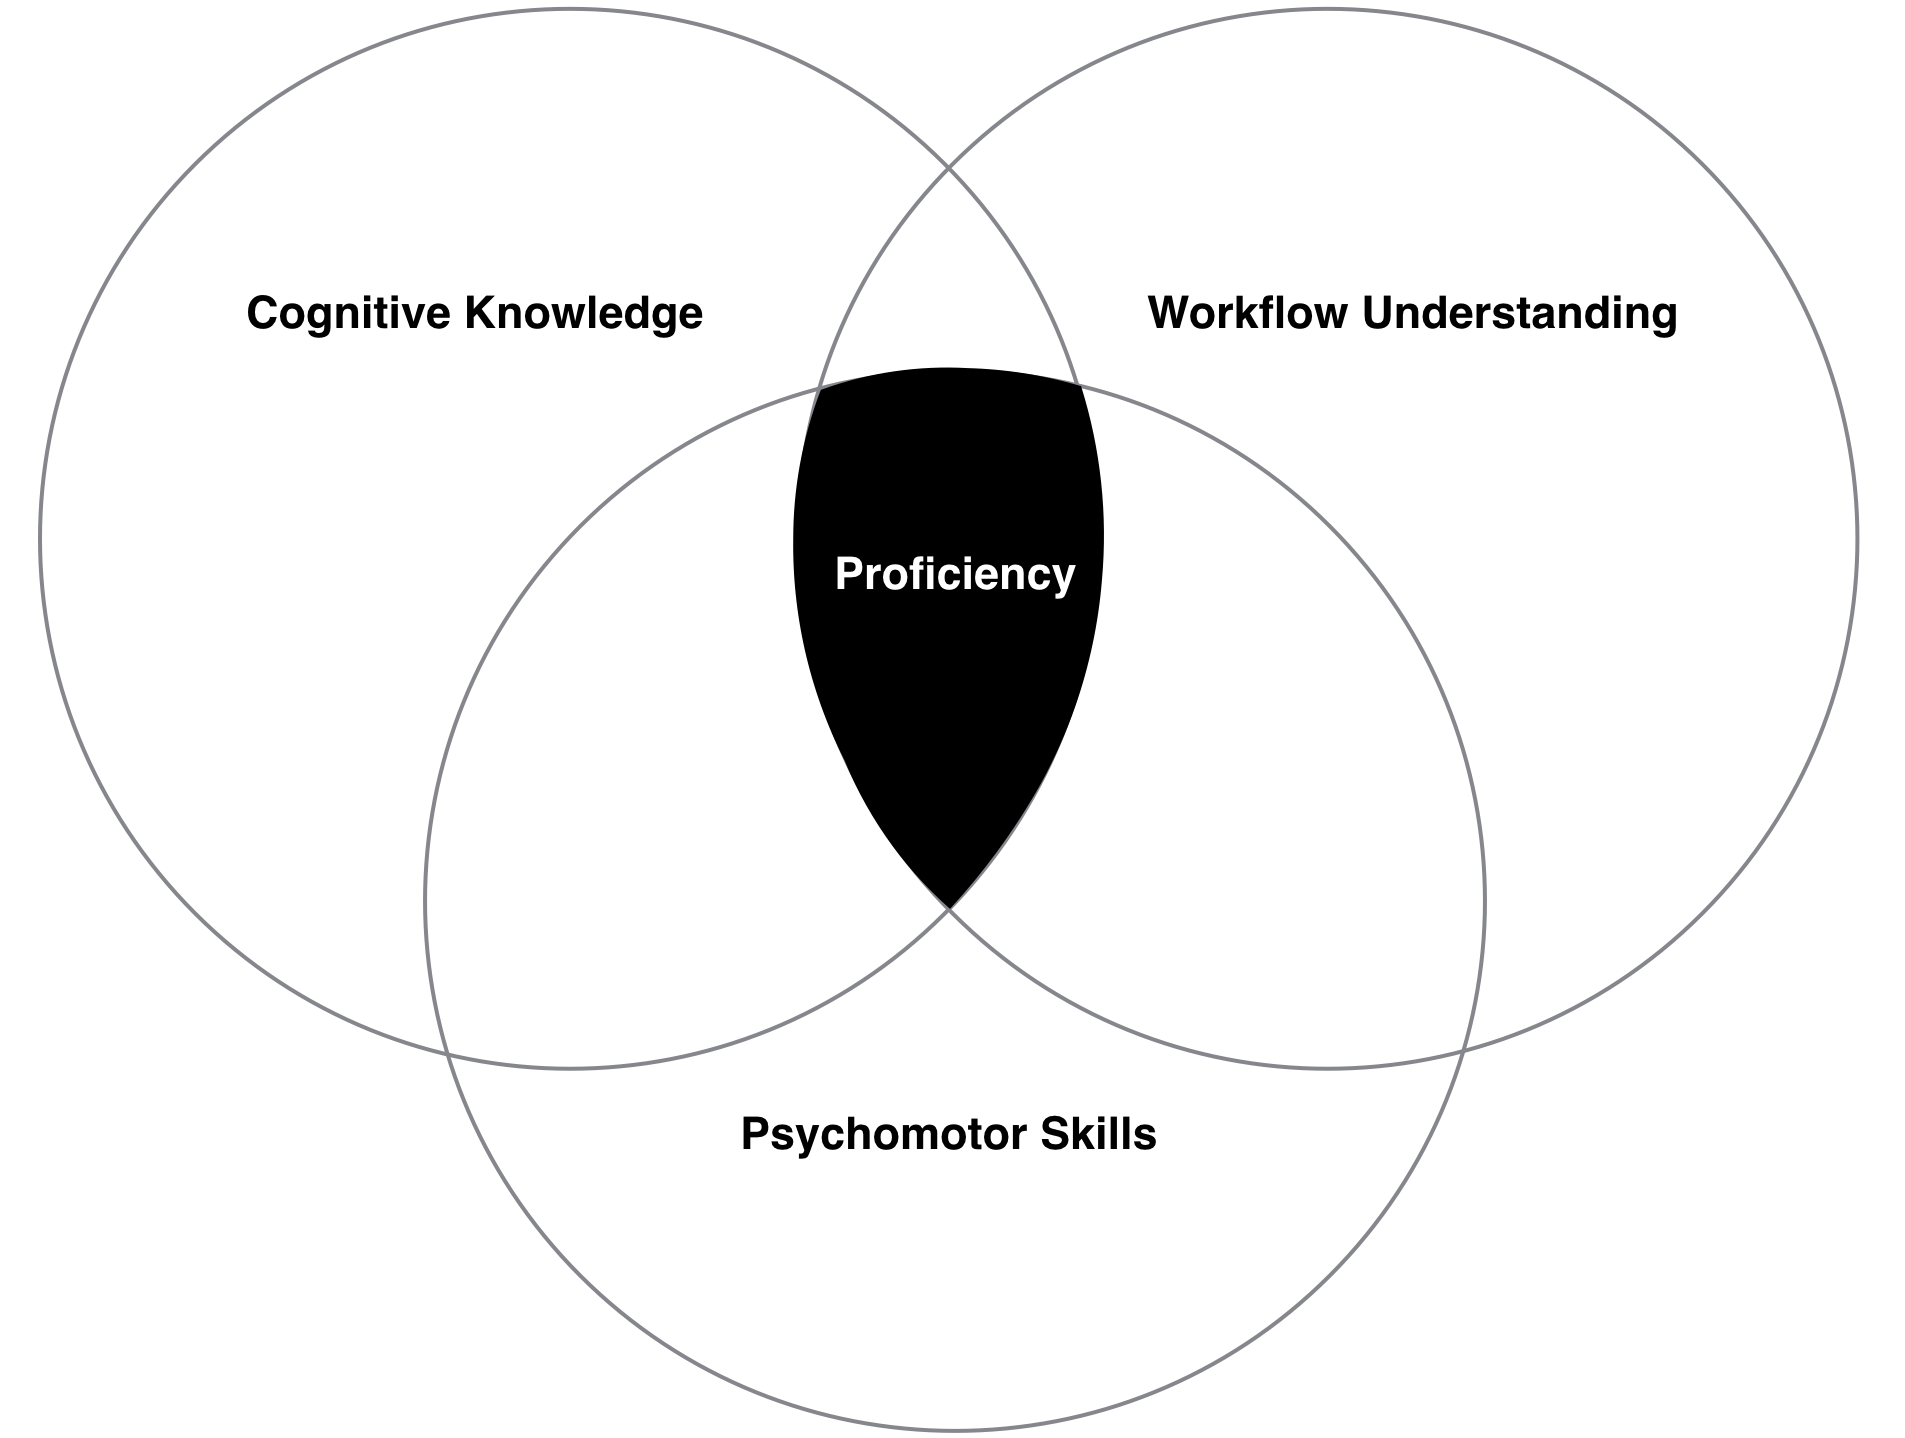 Cognitive Knowledge
Workflow Understanding
Proficiency
Psychomotor Skills